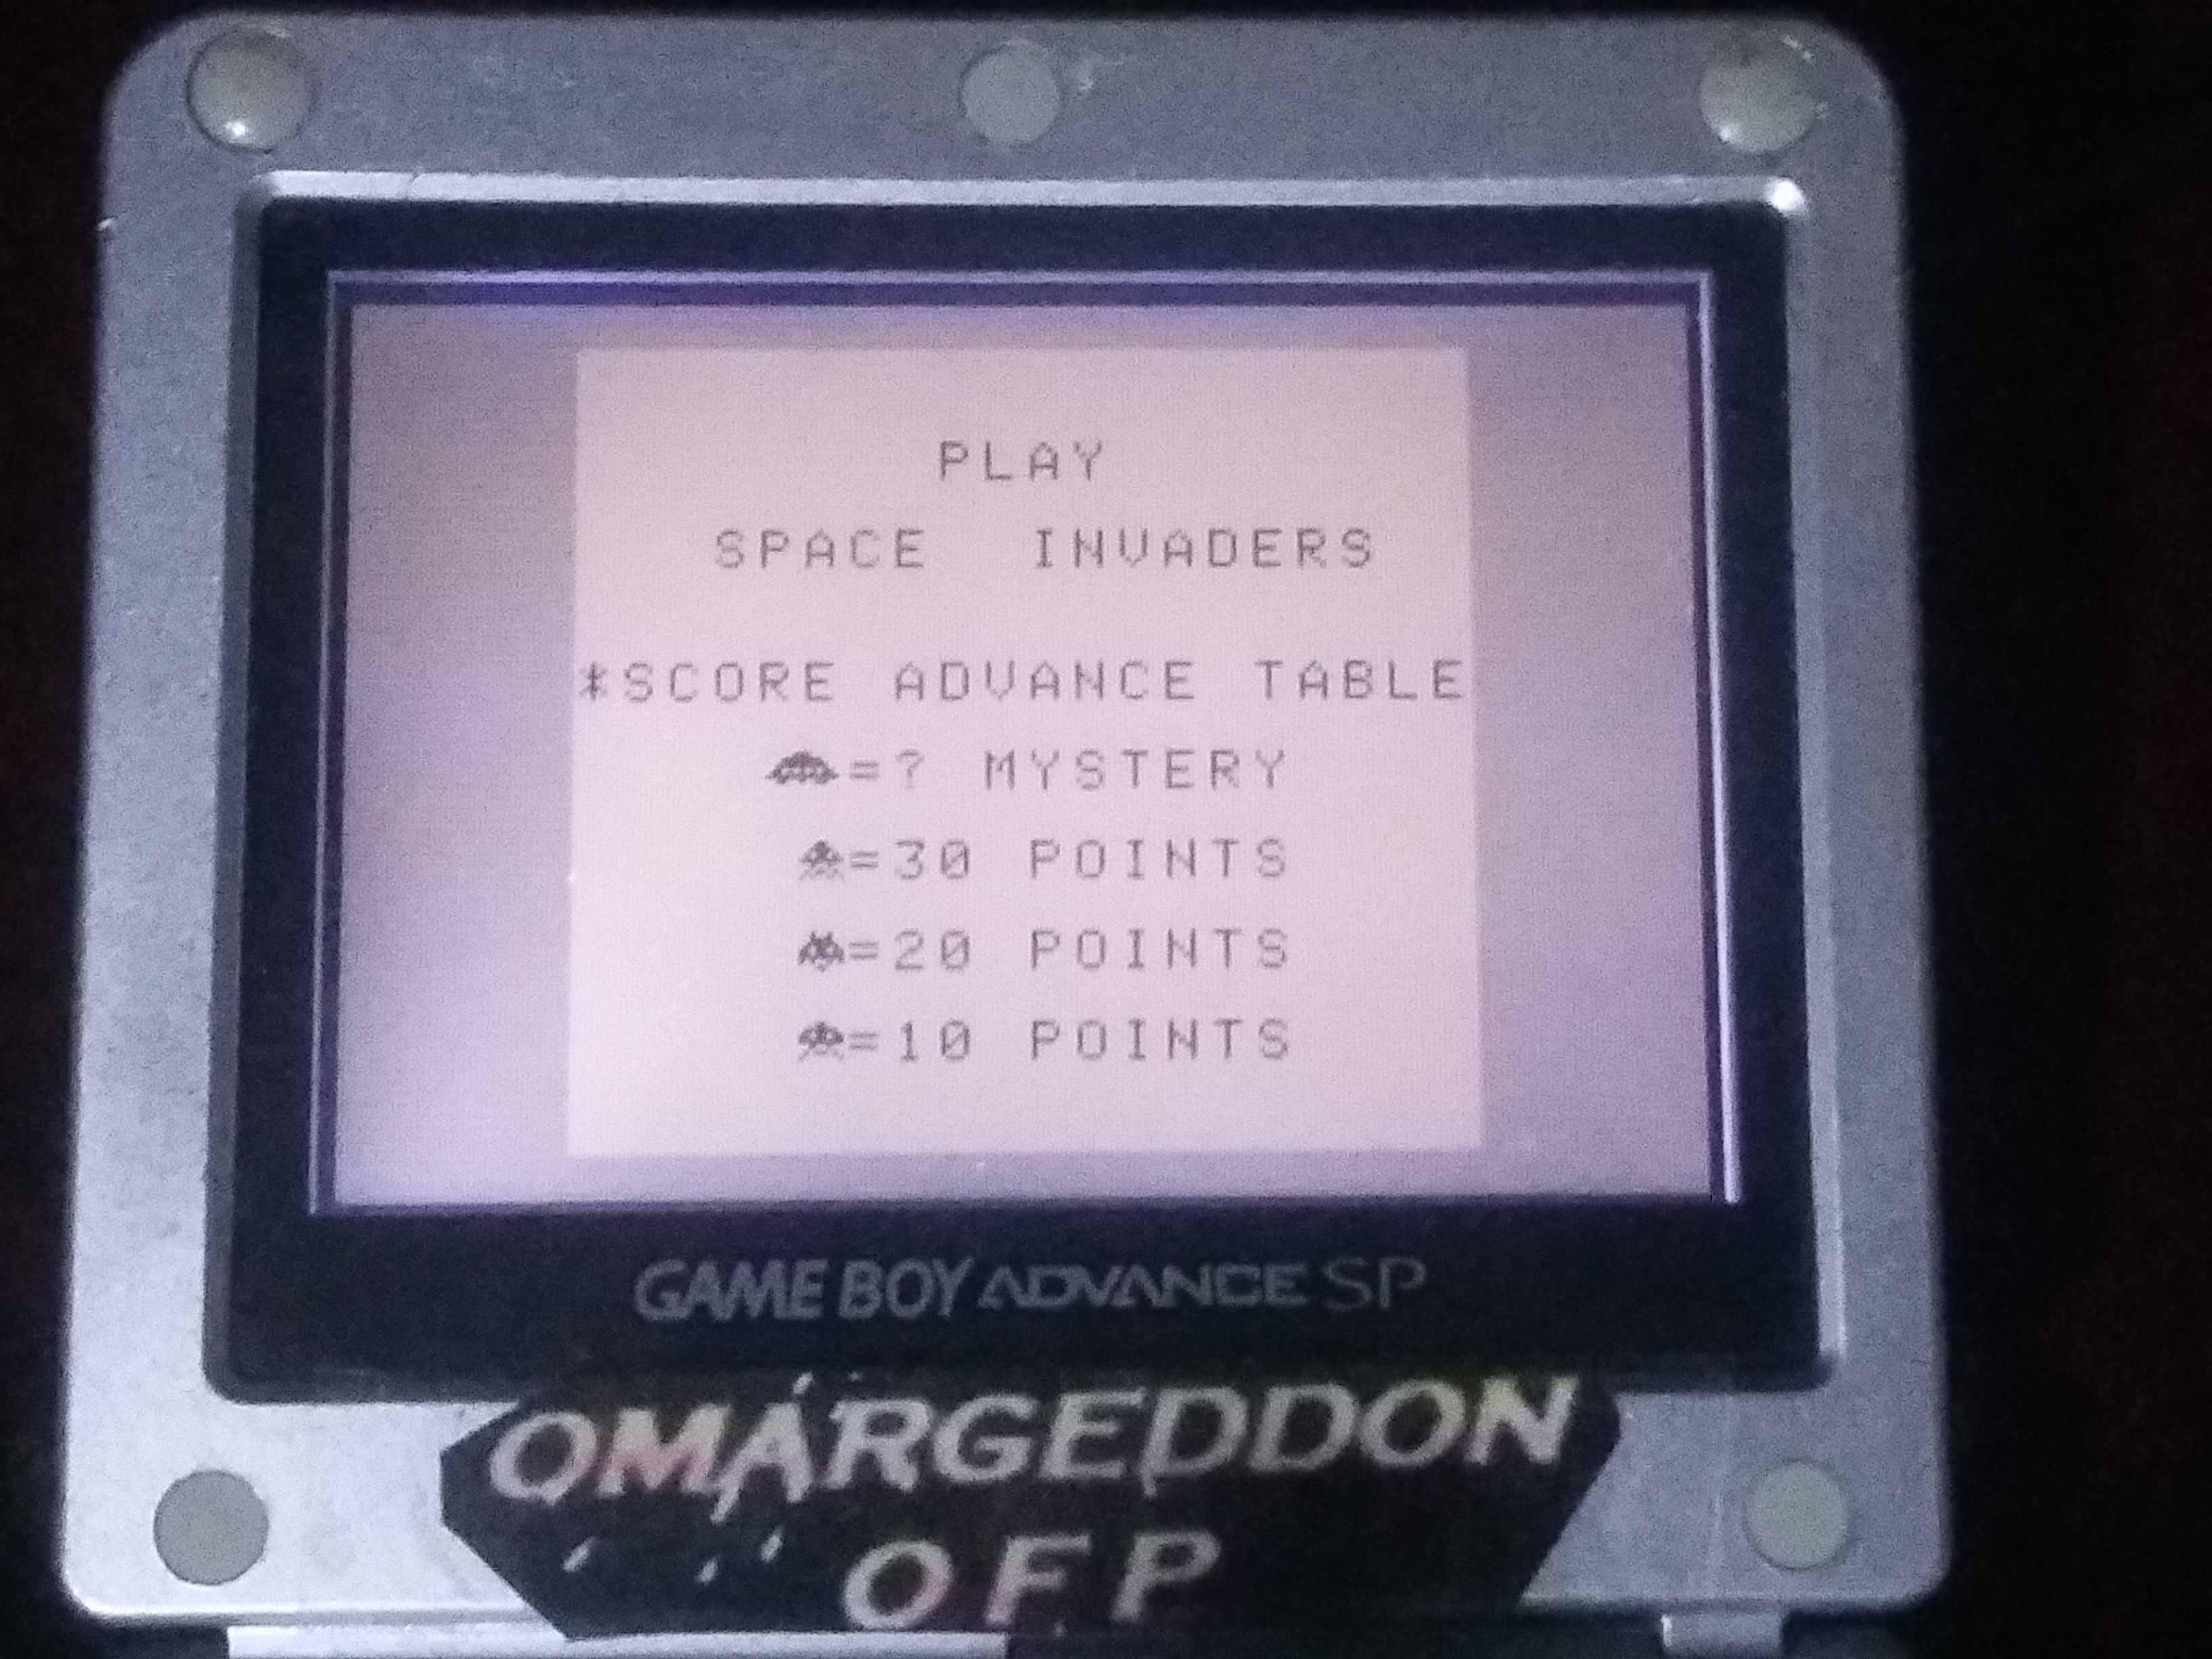 PLAY
SPACE INVADERS
*SCORE ADVANCE TABLE
=? MYSTERY
=30 POINTS
=20 POINTS
=10 POINTS
GAME BOY ADVANCE SP
OMARGEDDON
OFP